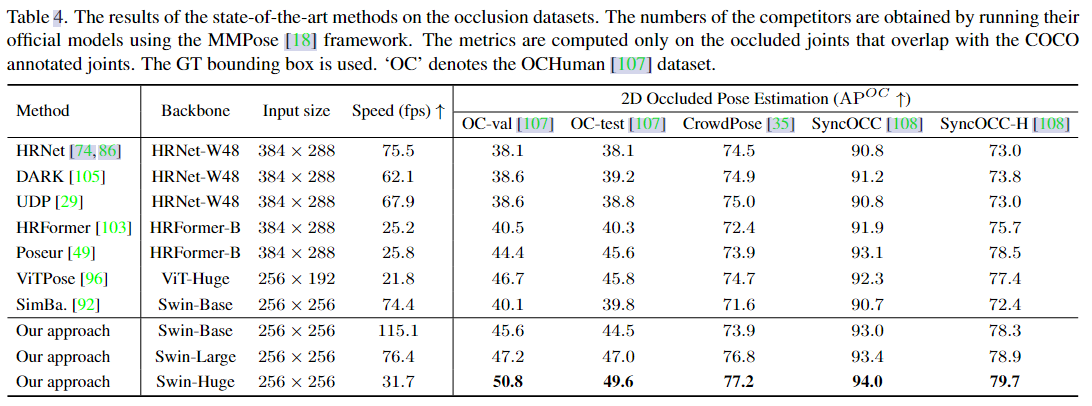 Table 4. The results of the state-of-the-art methods on the occlusion datasets. The numbers of the competitors are obtained by running their
official models using the MMPose [18] framework. The metrics are computed only on the occluded joints that overlap with the COCO
annotated joints. The GT bounding box is used. ‘OC’ denotes the OCHuman [107] dataset.
Method Backbone Input size Speed (fps) ↑ 2D Occluded Pose Estimation (AP^OC ↑)
OC-val [107] OC-test [107] CrowdPose [35] SyncOCC [108] SyncOCC-H [108]
HRNet [74,86] HRNet-W48 384 × 288 75.5 38.1 38.1 74.5 90.8 73.0
DARK [105] HRNet-W48 384 × 288 62.1 38.6 39.2 74.9 91.2 73.8
UDP [29] HRNet-W48 384 × 288 67.9 38.6 38.8 75.0 90.8 73.0
HRFormer [103] HRFormer-B 384 × 288 25.2 40.5 40.3 72.4 91.9 75.7
Poseur [49] HRFormer-B 384 × 288 25.8 44.4 45.6 73.9 93.1 78.5
ViTPose [96] ViT-Huge 256 × 192 21.8 46.7 45.8 74.7 92.3 77.4
SimBa. [92] Swin-Base 256 × 256 74.4 40.1 39.8 71.6 90.7 72.4
Our approach Swin-Base 256 × 256 115.1 45.6 44.5 73.9 93.0 78.3
Our approach Swin-Large 256 × 256 76.4 47.2 47.0 76.8 93.4 78.9
Our approach Swin-Huge 256 × 256 31.7 50.8 49.6 77.2 94.0 79.7